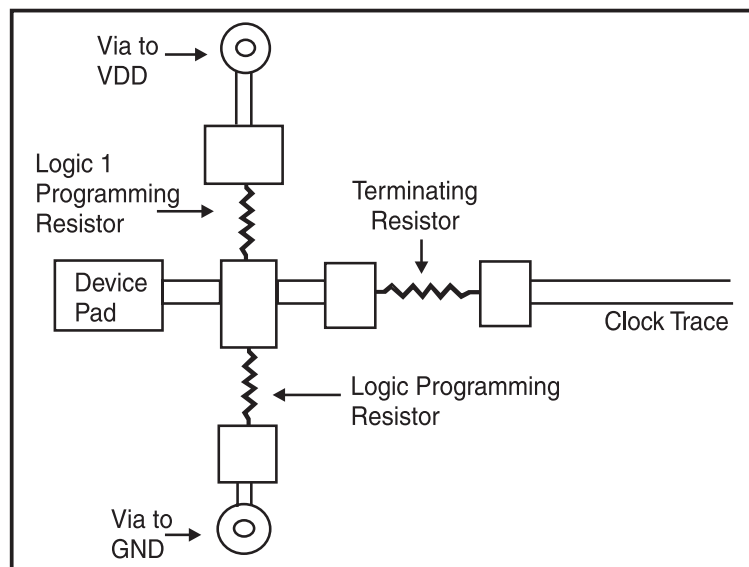 Via to
VDD
Logic 1
Programming
Resistor
Terminating
Resistor
Device
Pad
Clock Trace
Logic Programming
Resistor
Via to
GND